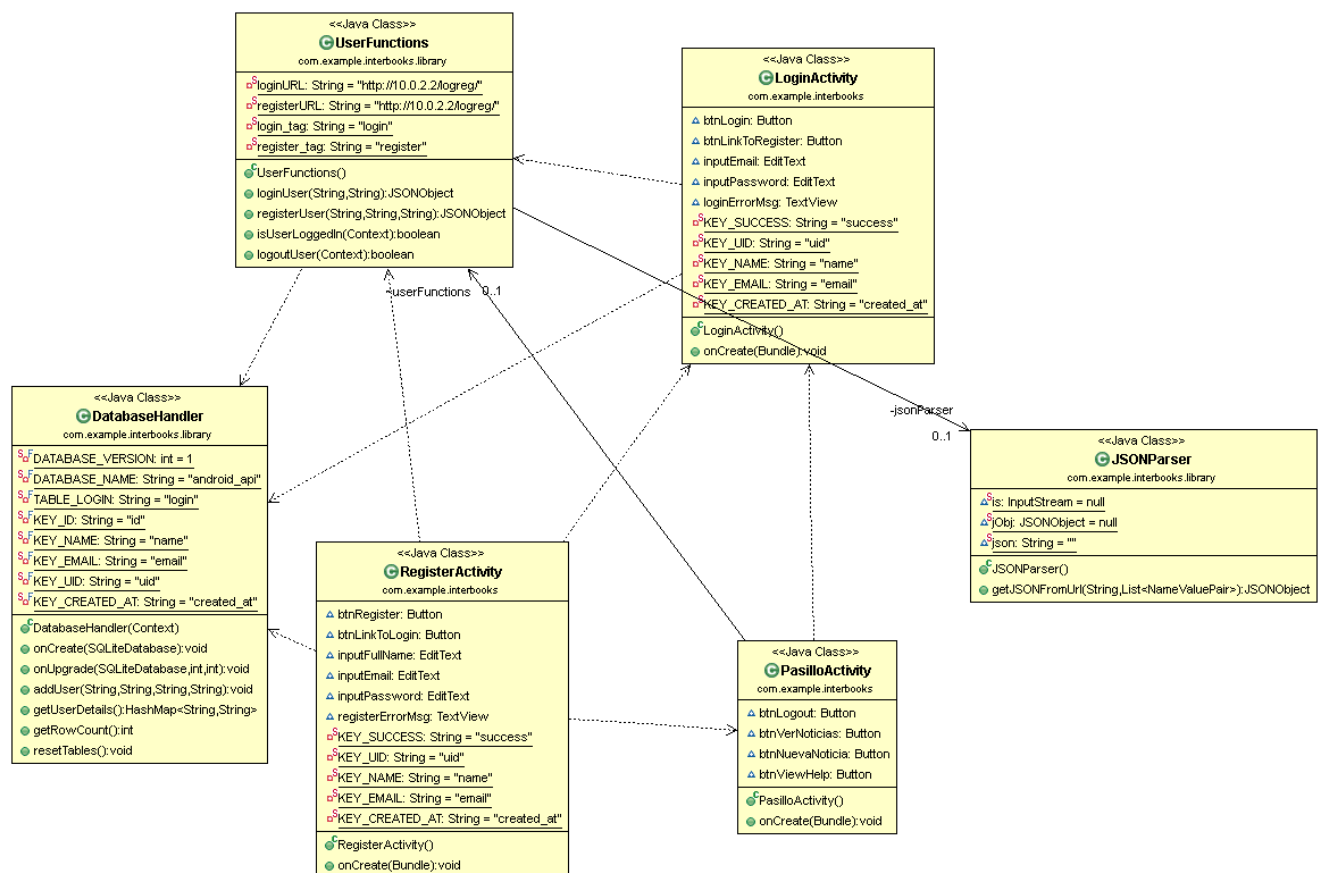 <<Java Class>>
UserFunctions
com.example.interbooks.library
loginURL: String = "http://10.0.2.2/logreg/"
registerURL: String = "http://10.0.2.2/logreg/"
login_tag: String = "login"
register_tag: String = "register"
UserFunctions()
loginUser(String,String):JSONObject
registerUser(String,String,String):JSONObject
isUserLoggedIn(Context):boolean
logoutUser(Context):boolean
<<Java Class>>
LoginActivity
com.example.interbooks
btnLogin: Button
btnLinkToRegister: Button
inputEmail: EditText
inputPassword: EditText
loginErrorMsg: TextView
KEY_SUCCESS: String = "success"
KEY_UID: String = "uid"
KEY_NAME: String = "name"
KEY_EMAIL: String = "email"
KEY_CREATED_AT: String = "created_at"
LoginActivity()
onCreate(Bundle):void
~userFunctions 0..1
-jsonParser
0..1
<<Java Class>>
DatabaseHandler
com.example.interbooks.library
DATABASE_VERSION: int = 1
DATABASE_NAME: String = "android_api"
TABLE_LOGIN: String = "login"
KEY_ID: String = "id"
KEY_NAME: String = "name"
KEY_EMAIL: String = "email"
KEY_UID: String = "uid"
KEY_CREATED_AT: String = "created_at"
DatabaseHandler(Context)
onCreate(SQLiteDatabase):void
onUpgrade(SQLiteDatabase,int,int):void
addUser(String,String,String,String):void
getUserDetails():HashMap<String,String>
getRowCount():int
resetTables():void
<<Java Class>>
JSONParser
com.example.interbooks.library
is: InputStream = null
jObj: JSONObject = null
json: String = ""
JSONParser()
getJSONFromUrl(String,List<NameValuePair>):JSONObject
<<Java Class>>
RegisterActivity
com.example.interbooks
btnRegister: Button
btnLinkToLogin: Button
inputFullName: EditText
inputEmail: EditText
inputPassword: EditText
registerErrorMsg: TextView
KEY_SUCCESS: String = "success"
KEY_UID: String = "uid"
KEY_NAME: String = "name"
KEY_EMAIL: String = "email"
KEY_CREATED_AT: String = "created_at"
RegisterActivity()
onCreate(Bundle):void
<<Java Class>>
PasilloActivity
com.example.interbooks
btnLogout: Button
btnVerNoticias: Button
btnNuevaNoticia: Button
btnViewHelp: Button
PasilloActivity()
onCreate(Bundle):void